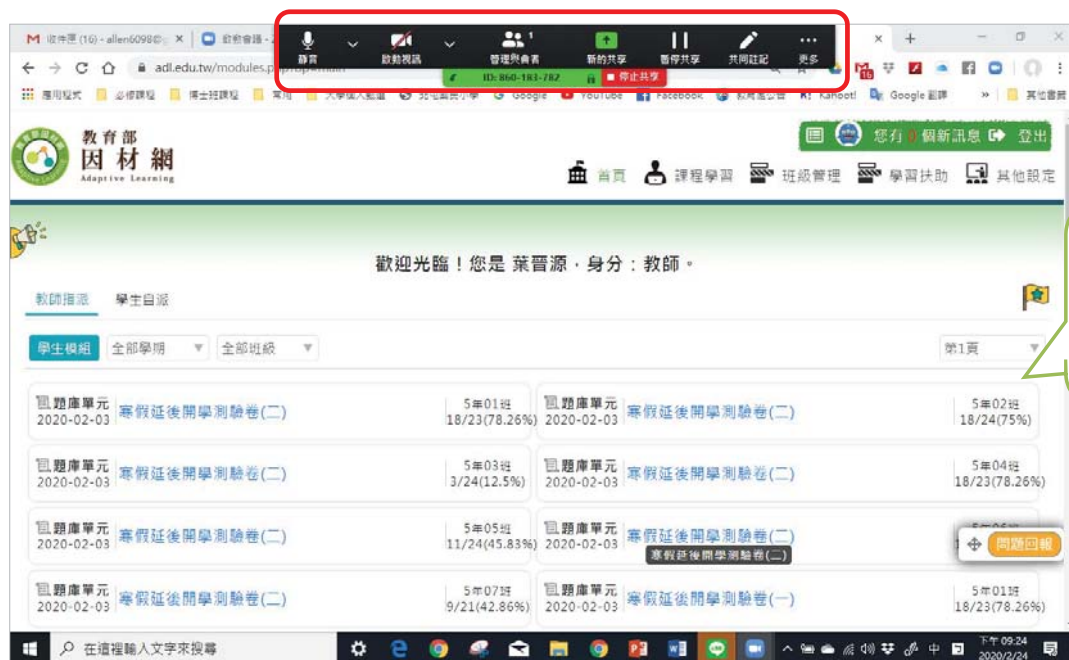 收件匣 (16) - allen6098@g
啟動會議 - Z
靜音
啟動視訊
1
管理與會者
新的共享
暫停共享
共同註記
更多
ID: 860-183-782
停止共享
adl.edu.tw/modules.p
應用程式
必修課程
博士班課程
常用
Google
YouTube
Facebook
Kahoot!
Google 翻譯
»
其他書籤
教育部
因材網
Adaptive Learning
您有 0 個新訊息
登出
首頁
課程學習
班級管理
學習扶助
其他設定
歡迎光臨！您是 葉晉源，身分：教師。
教師指派
學生自派
學生模組
全部學期
全部班級
第1頁
題庫單元
2020-02-03
寒假延後開學測驗卷(二)
5年01班
18/23(78.26%)
題庫單元
2020-02-03
寒假延後開學測驗卷(二)
5年02班
18/24(75%)
題庫單元
2020-02-03
寒假延後開學測驗卷(二)
5年03班
3/24(12.5%)
題庫單元
2020-02-03
寒假延後開學測驗卷(二)
5年04班
18/23(78.26%)
題庫單元
2020-02-03
寒假延後開學測驗卷(二)
5年05班
11/24(45.83%)
題庫單元
2020-02-03
寒假延後開學測驗卷(二)
寒假延後開學測驗卷(二)
問題回報
題庫單元
2020-02-03
寒假延後開學測驗卷(二)
5年07班
9/21(42.86%)
題庫單元
2020-02-03
寒假延後開學測驗卷(一)
5年01班
18/23(78.26%)
在這裡輸入文字來搜尋
中
下午 09:24
2020/2/24